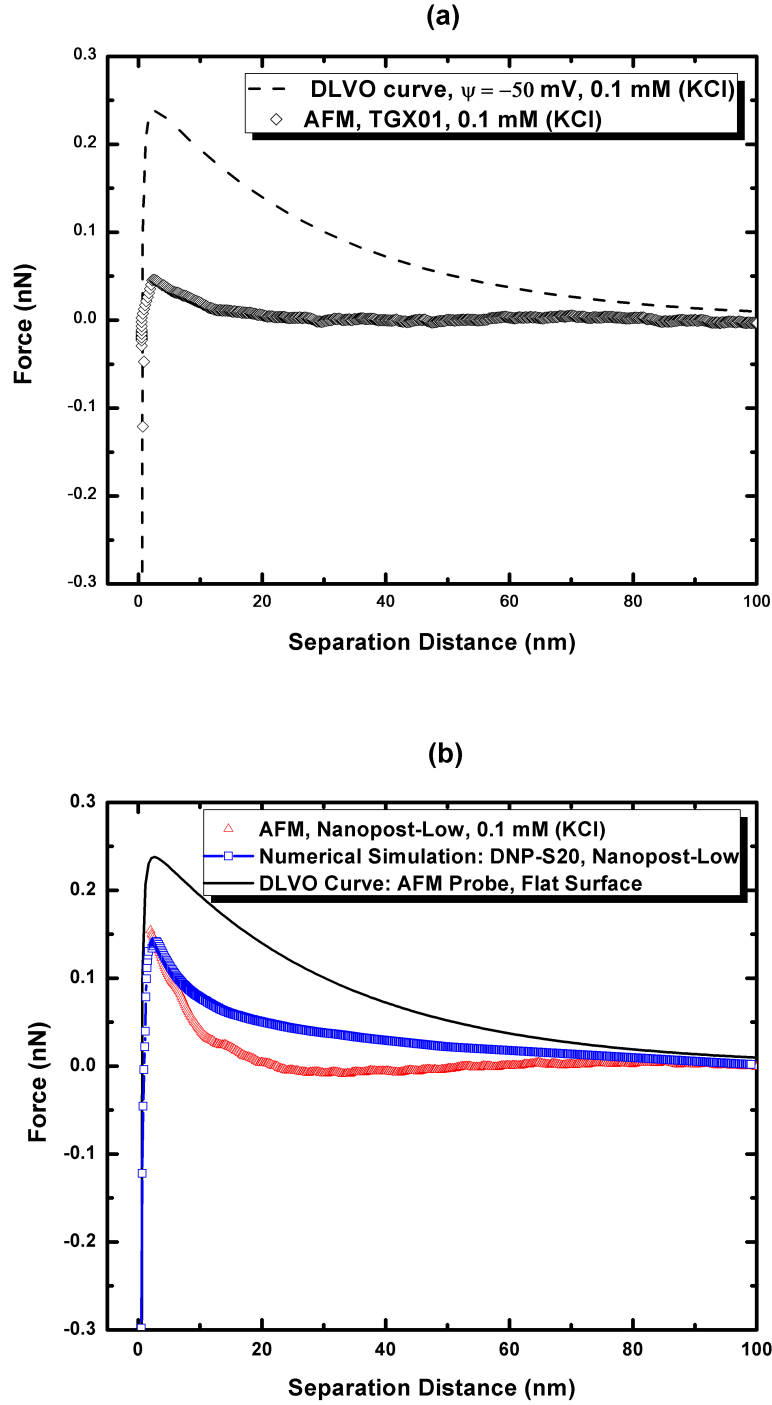 (a)
0.3
0.2
0.1
0.0
-0.1
-0.2
-0.3
Force (nN)
DLVO curve, ψ = −50 mV, 0.1 mM (KCl)
AFM, TGX01, 0.1 mM (KCl)
0
20
40
60
80
100
Separation Distance (nm)
(b)
0.3
0.2
0.1
0.0
-0.1
-0.2
-0.3
Force (nN)
AFM, Nanopost-Low, 0.1 mM (KCl)
Numerical Simulation: DNP-S20, Nanopost-Low
DLVO Curve: AFM Probe, Flat Surface
0
20
40
60
80
100
Separation Distance (nm)